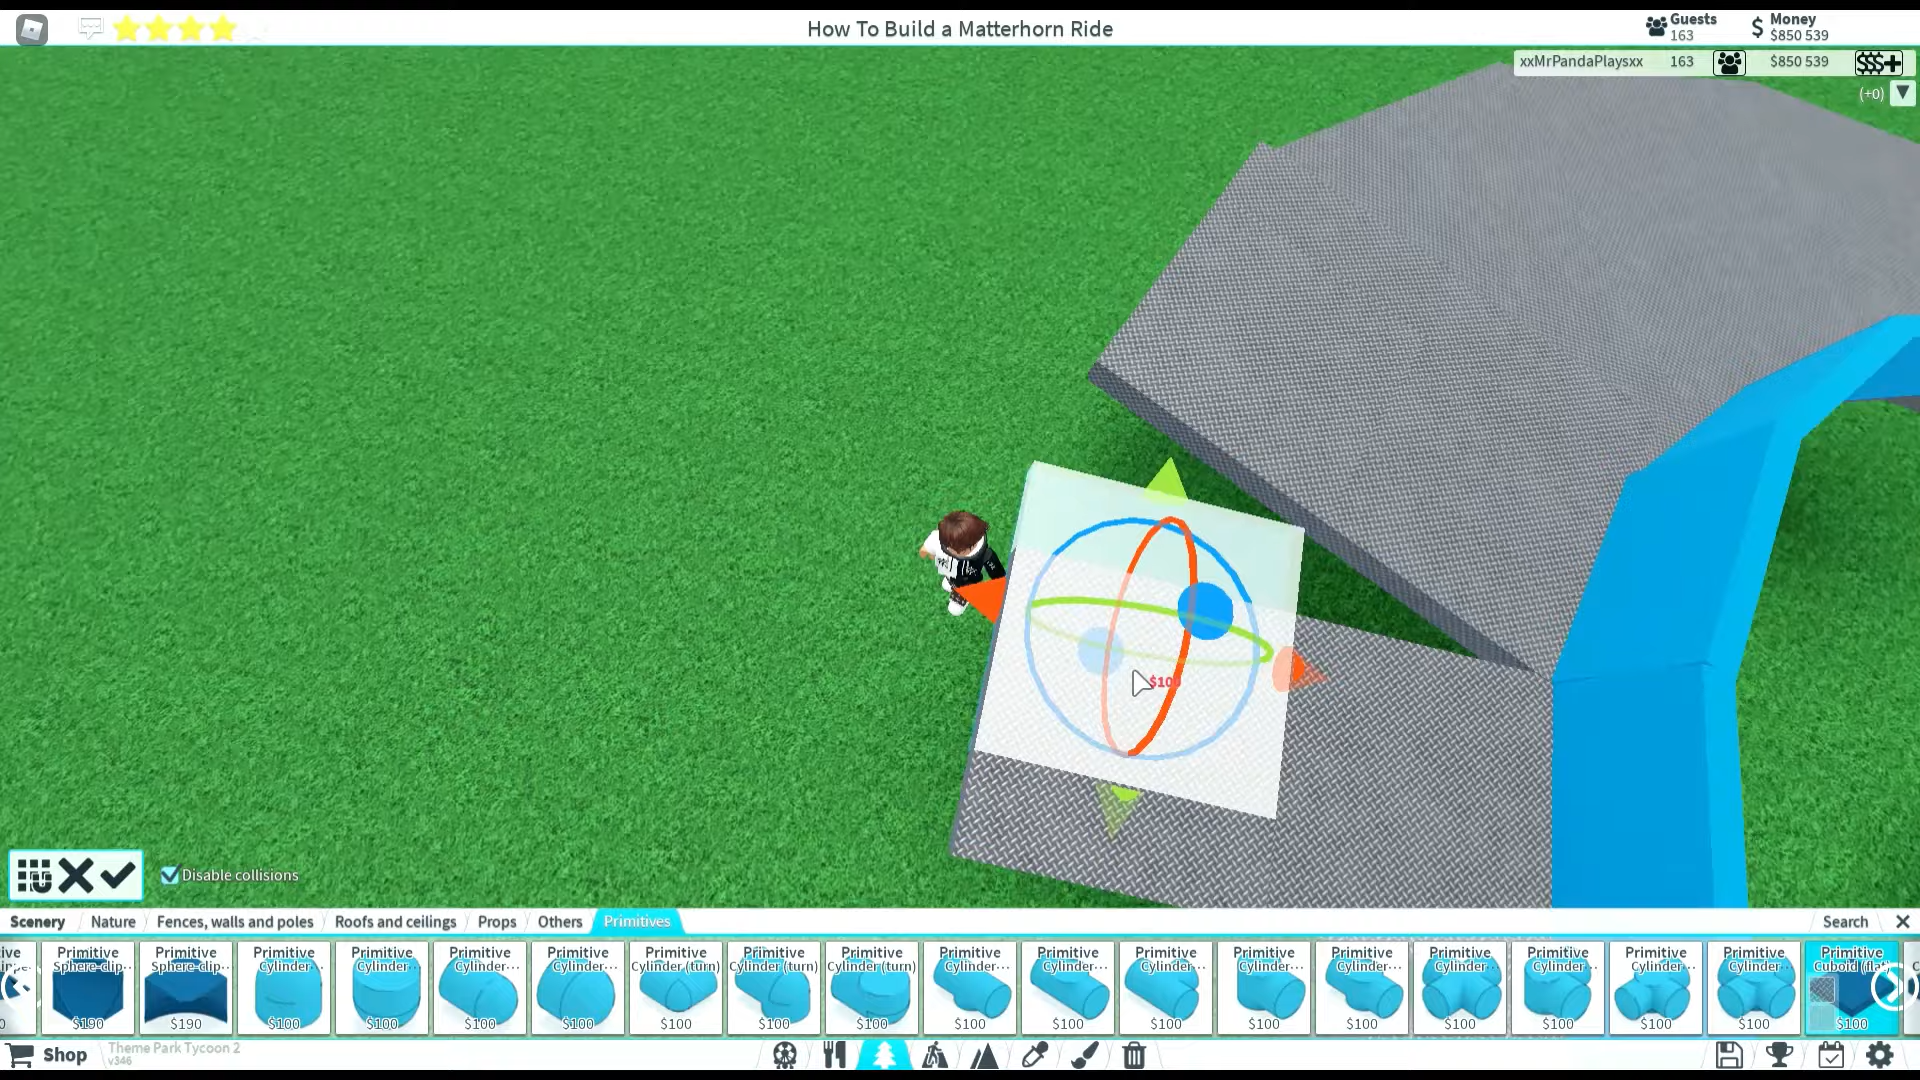 How To Build a Matterhorn Ride
Guests
163
$ Money
$850 539
xxMrPandaPlaysxx 163 $850 539 $$$+
(+0)
$100
Disable collisions
Scenery Nature Fences, walls and poles Roofs and ceilings Props Others Primitives Search
Primitive Sphere-clip... $190
Primitive Sphere-clip... $190
Primitive Cylinder... $100
Primitive Cylinder... $100
Primitive Cylinder... $100
Primitive Cylinder... $100
Primitive Cylinder (turn) $100
Primitive Cylinder (turn) $100
Primitive Cylinder (turn) $100
Primitive Cylinder... $100
Primitive Cylinder... $100
Primitive Cylinder... $100
Primitive Cylinder... $100
Primitive Cylinder... $100
Primitive Cylinder... $100
Primitive Cylinder... $100
Primitive Cylinder... $100
Primitive Cylinder... $100
Primitive Cuboid (flat) $100
Shop
Theme Park Tycoon 2
v346